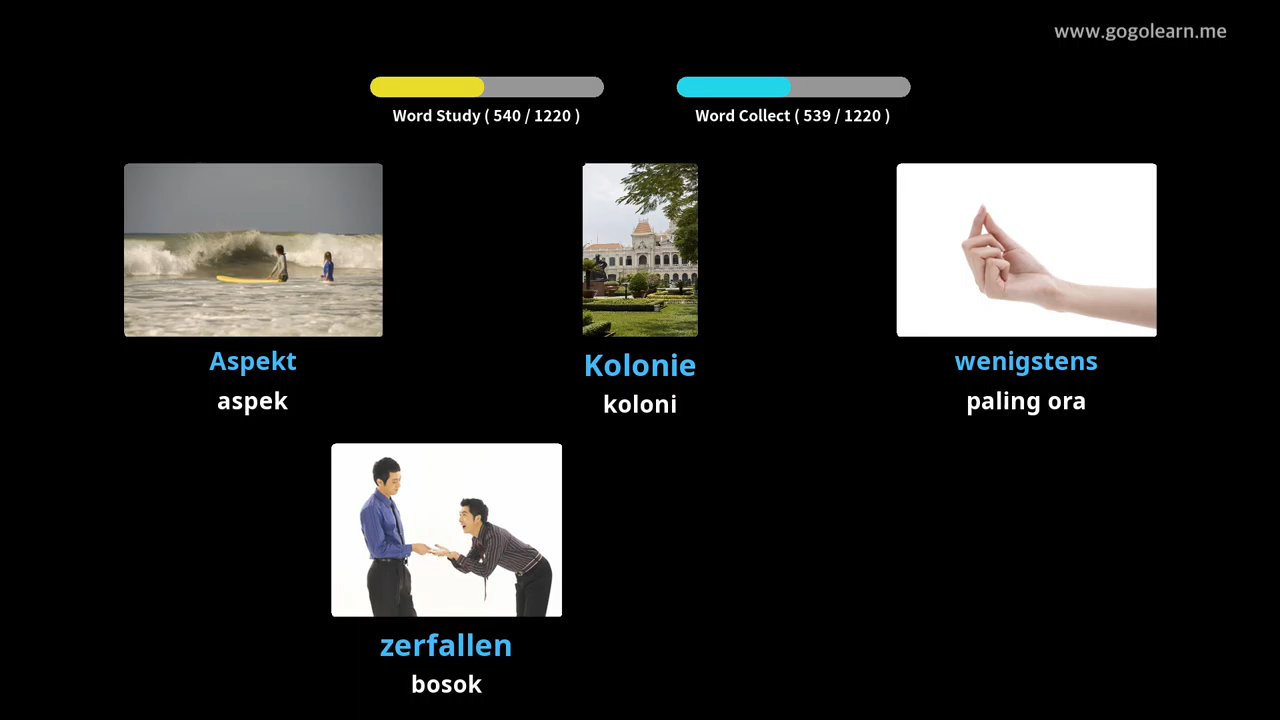 www.gogolearn.me
Word Study ( 540 / 1220 )
Word Collect ( 539 / 1220 )
Aspekt
aspek
Kolonie
koloni
wenigstens
paling ora
zerfallen
bosok